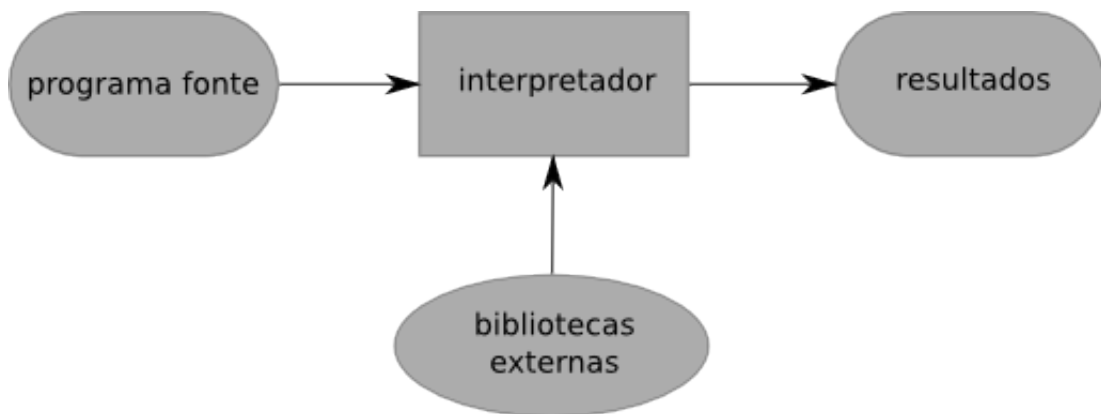 programa fonte
interpretador
resultados
bibliotecas
externas